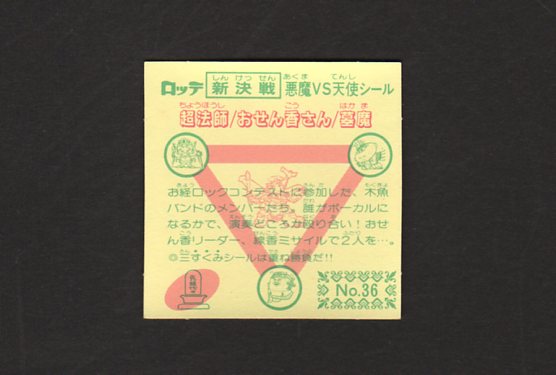 ロッテ 新決戦 悪魔VS天使シール
超法師/おせん香さん/墓魔
お経ロックコンテストに参加した、木魚
バンドのメンバーたち。誰がボーカルに
なるかで、演奏どころか殴り合い!おせ
ん香リーダー、線香ミサイルで2人を…。
◎三すくみシールは重ね勝負だ!!
No.36